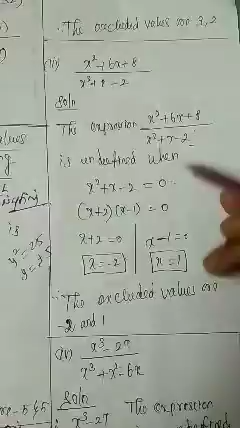 ∴ The excluded values are 3, 2
(iii) x²+6x+8 / x²+x-2
Soln
The expression x²+6x+8 / x²+x-2
is undefined when
x²+x-2 = 0
(x+2)(x-1) = 0
x+2=0 | x-1=
x=-2 | x=1
∴ The excluded values are
-2 and 1
(iv) x³-27 / x³+x²-6x
Soln
x³-27 The expression